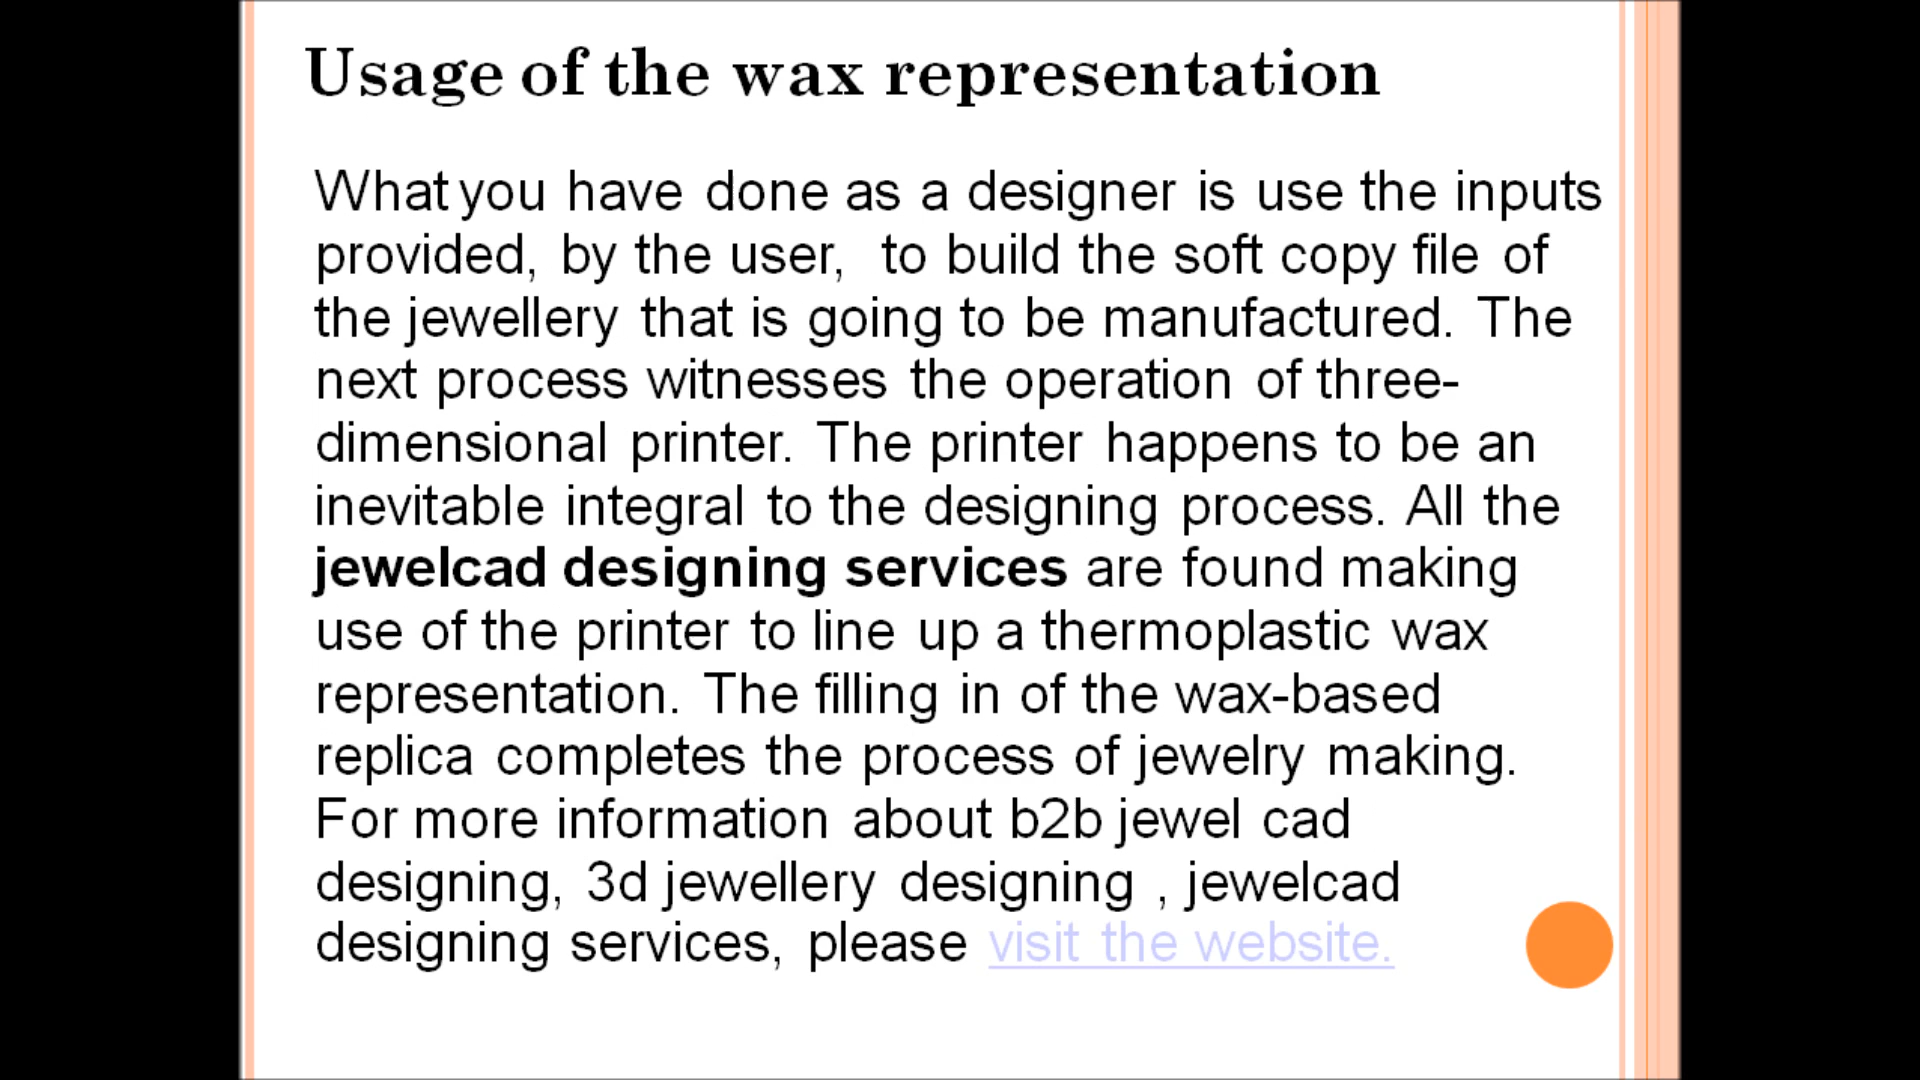 Usage of the wax representation
What you have done as a designer is use the inputs
provided, by the user, to build the soft copy file of
the jewellery that is going to be manufactured. The
next process witnesses the operation of three-
dimensional printer. The printer happens to be an
inevitable integral to the designing process. All the
jewelcad designing services are found making
use of the printer to line up a thermoplastic wax
representation. The filling in of the wax-based
replica completes the process of jewelry making.
For more information about b2b jewel cad
designing, 3d jewellery designing , jewelcad
designing services, please visit the website.